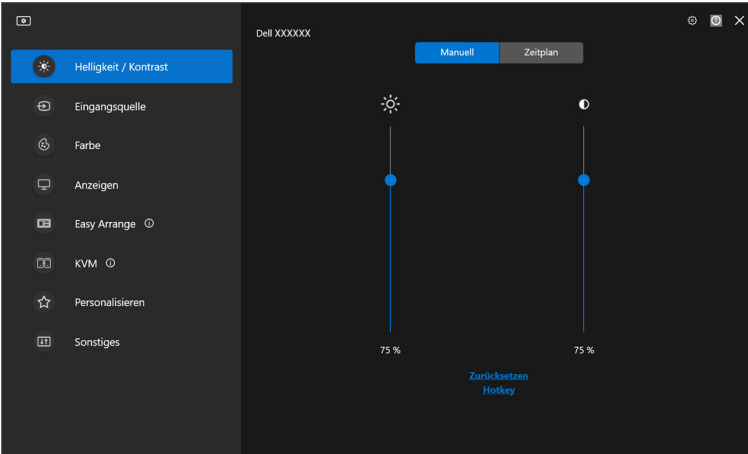 Dell XXXXXX
Manuell
Zeitplan
Helligkeit / Kontrast
Eingangsquelle
Farbe
Anzeigen
Easy Arrange
KVM
Personalisieren
Sonstiges
75 %
75 %
Zurücksetzen
Hotkey